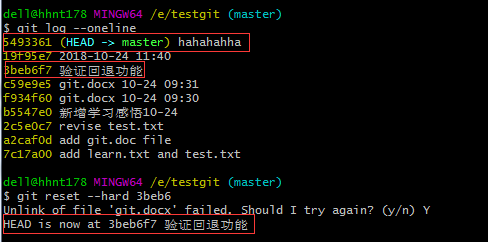 dell@hhnt178 MINGW64 /e/testgit (master)
$ git log --oneline
5493361 (HEAD -> master) hahahahha
19f95e7 2018-10-24 11:40
3beb6f7 验证回退功能
c59e9e5 git.docx 10-24 09:31
f934f60 git.docx 10-24 09:30
b5547e0 新增学习感悟10-24
2c5e0c7 revise test.txt
a2caf0d add git.doc file
7c17a00 add learn.txt and test.txt
dell@hhnt178 MINGW64 /e/testgit (master)
$ git reset --hard 3beb6
Unlink of file 'git.docx' failed. Should I try again? (y/n) Y
HEAD is now at 3beb6f7 验证回退功能